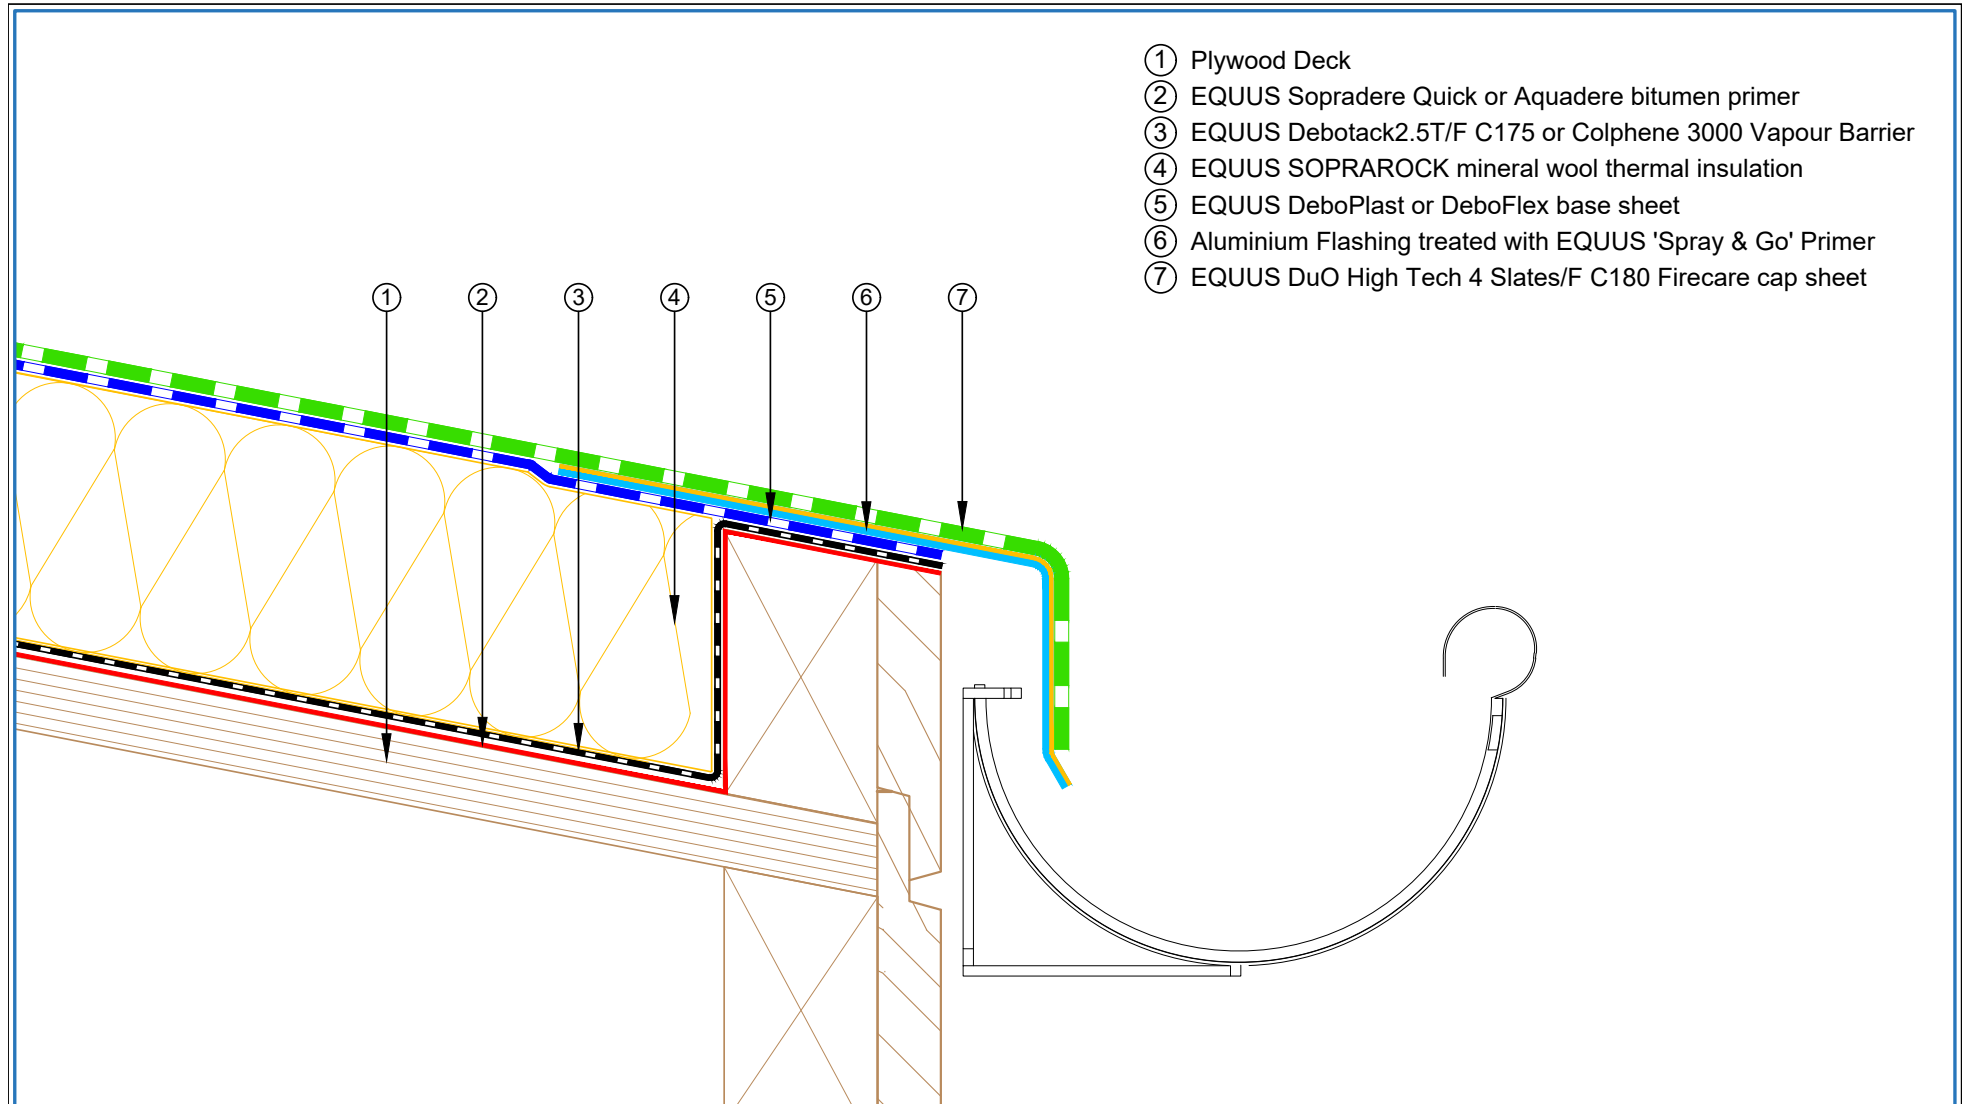 ① Plywood Deck
② EQUUS Sopradere Quick or Aquadere bitumen primer
③ EQUUS Debotack2.5T/F C175 or Colphene 3000 Vapour Barrier
④ EQUUS SOPRAROCK mineral wool thermal insulation
⑤ EQUUS DeboPlast or DeboFlex base sheet
⑥ Aluminium Flashing treated with EQUUS 'Spray & Go' Primer
⑦ EQUUS DuO High Tech 4 Slates/F C180 Firecare cap sheet
① ② ③ ④ ⑤ ⑥ ⑦